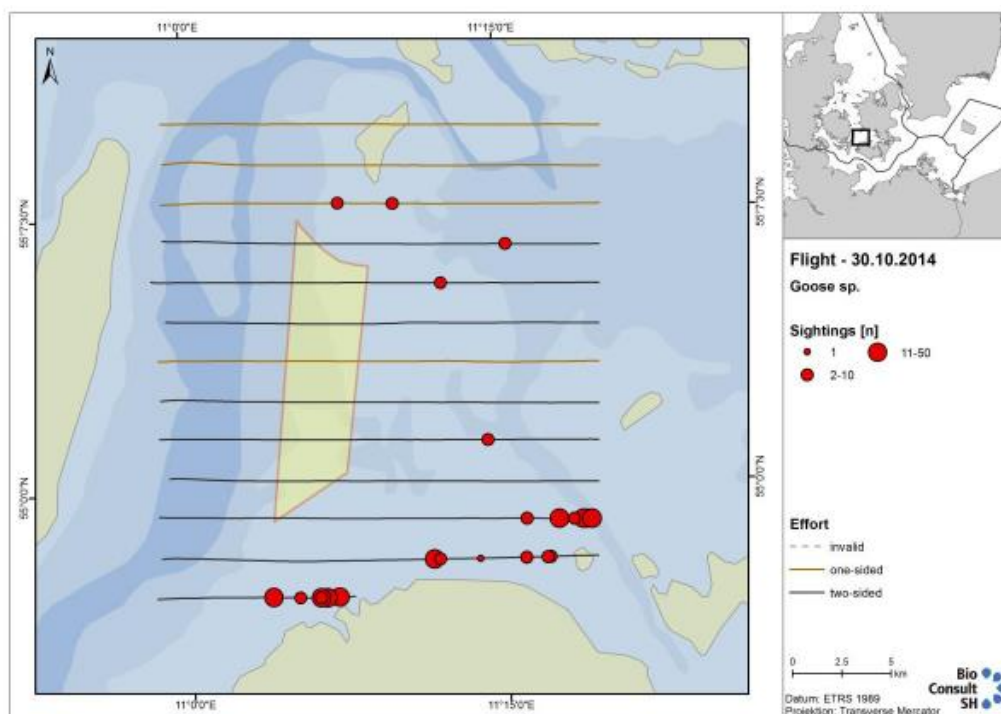 11°0'0"E
11°15'0"E
N
55°7'30"N
55°7'30"N
55°0'0"N
55°0'0"N
11°0'0"E
11°15'0"E
Flight - 30.10.2014
Goose sp.
Sightings [n]
1
11-50
2-10
Effort
invalid
one-sided
two-sided
0
2.5
5
km
Datum: ETRS 1989
Projektion: Transverse Mercator
Bio
Consult
SH